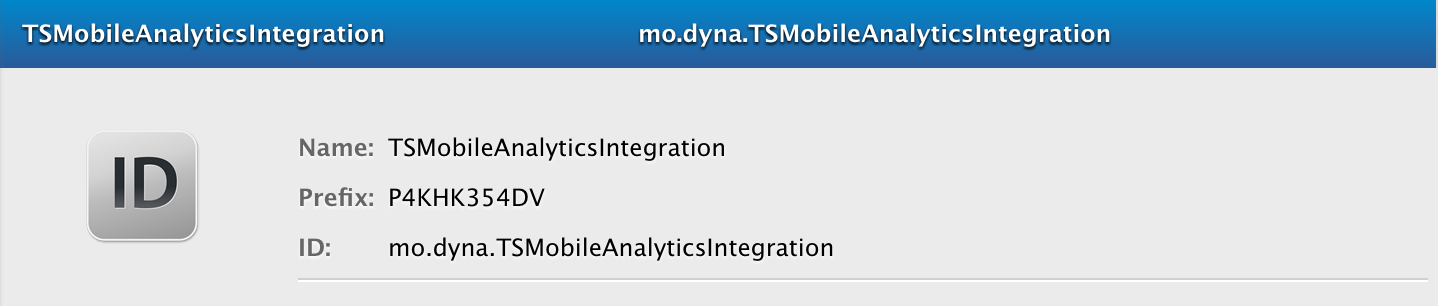 TSMobileAnalyticsIntegration mo.dyna.TSMobileAnalyticsIntegration
ID
Name: TSMobileAnalyticsIntegration
Prefix: P4KHK354DV
ID: mo.dyna.TSMobileAnalyticsIntegration